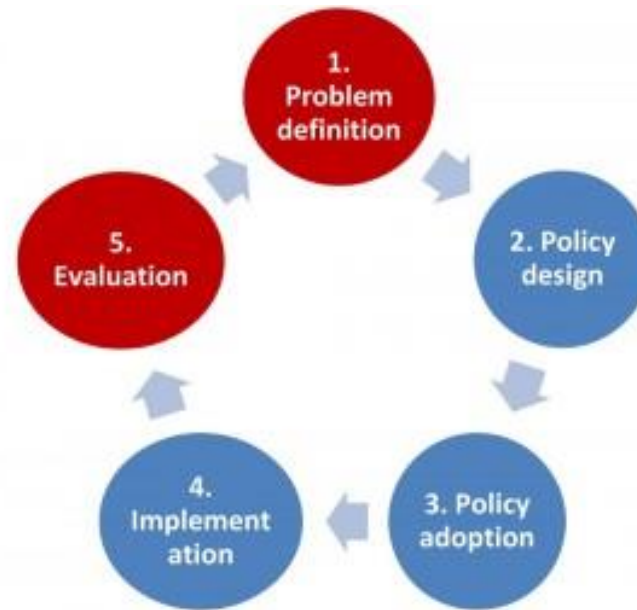 1.
Problem
definition
2. Policy
design
3. Policy
adoption
4.
Implement
ation
5.
Evaluation